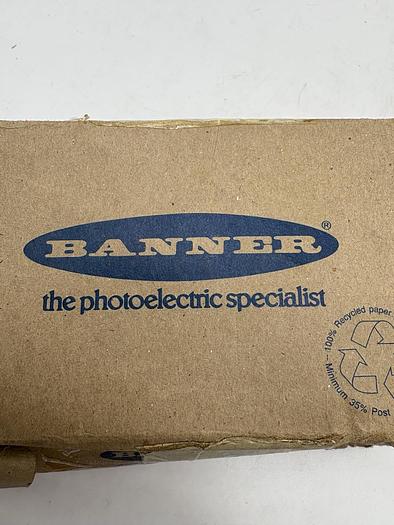 BANNER®
the photoelectric specialist
100% Recycled paper
Minimum 35% Post
B